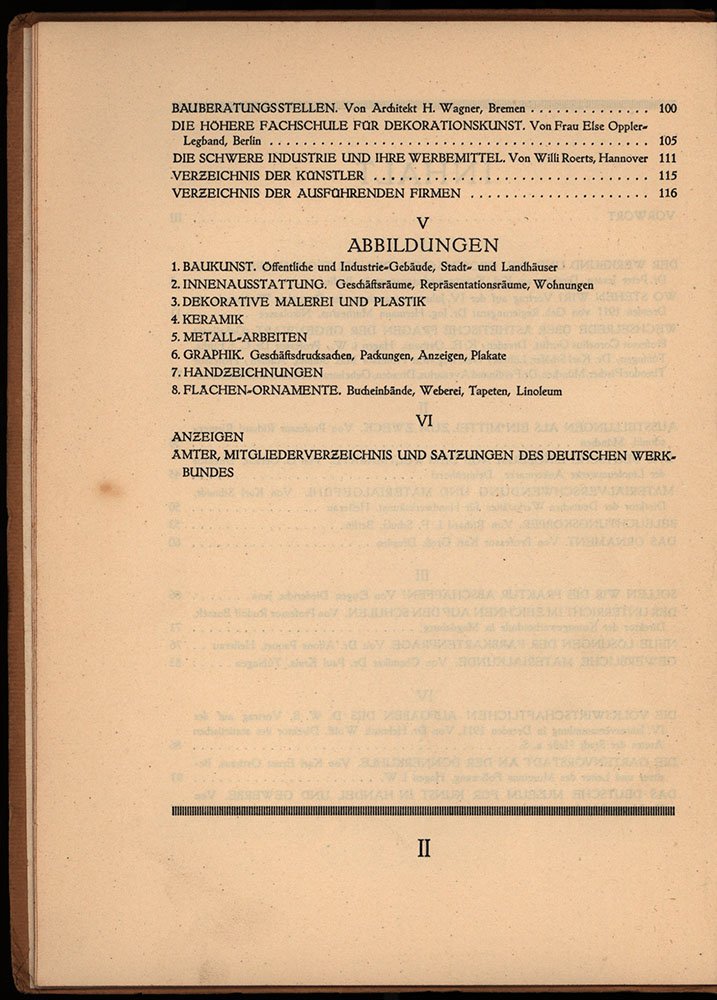 BAUBERATUNGSSTELLEN. Von Architekt H. Wagner, Bremen . . . . . . . . . . . . . . 100
DIE HÖHERE FACHSCHULE FÜR DEKORATIONSKUNST. Von Frau Else Oppler-
Legband, Berlin . . . . . . . . . . . . . . . . . . . . . . . . . . . . . . . . . . . . . . . . . . . . 105
DIE SCHWERE INDUSTRIE UND IHRE WERBEMITTEL. Von Willi Roerts, Hannover 111
VERZEICHNIS DER KÜNSTLER . . . . . . . . . . . . . . . . . . . . . . . . . . . . . . . . 115
VERZEICHNIS DER AUSFÜHRENDEN FIRMEN . . . . . . . . . . . . . . . . . . . . . 116
V
ABBILDUNGEN
1. BAUKUNST. Öffentliche und Industrie-Gebäude, Stadt- und Landhäuser
2. INNENAUSSTATTUNG. Geschäftsräume, Repräsentationsräume, Wohnungen
3. DEKORATIVE MALEREI UND PLASTIK
4. KERAMIK
5. METALL-ARBEITEN
6. GRAPHIK. Geschäftsdrucksachen, Packungen, Anzeigen, Plakate
7. HANDZEICHNUNGEN
8. FLÄCHEN-ORNAMENTE. Bucheinbände, Weberei, Tapeten, Linoleum
VI
ANZEIGEN
ÄMTER, MITGLIEDERVERZEICHNIS UND SATZUNGEN DES DEUTSCHEN WERK-
BUNDES
II